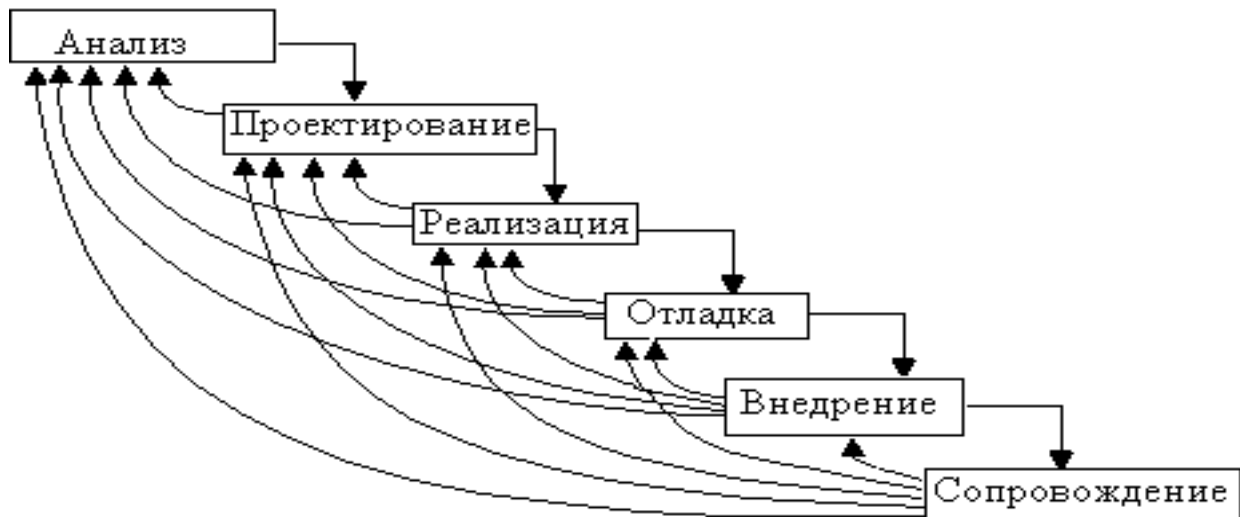 Анализ
Проектирование
Реализация
Отладка
Внедрение
Сопровождение